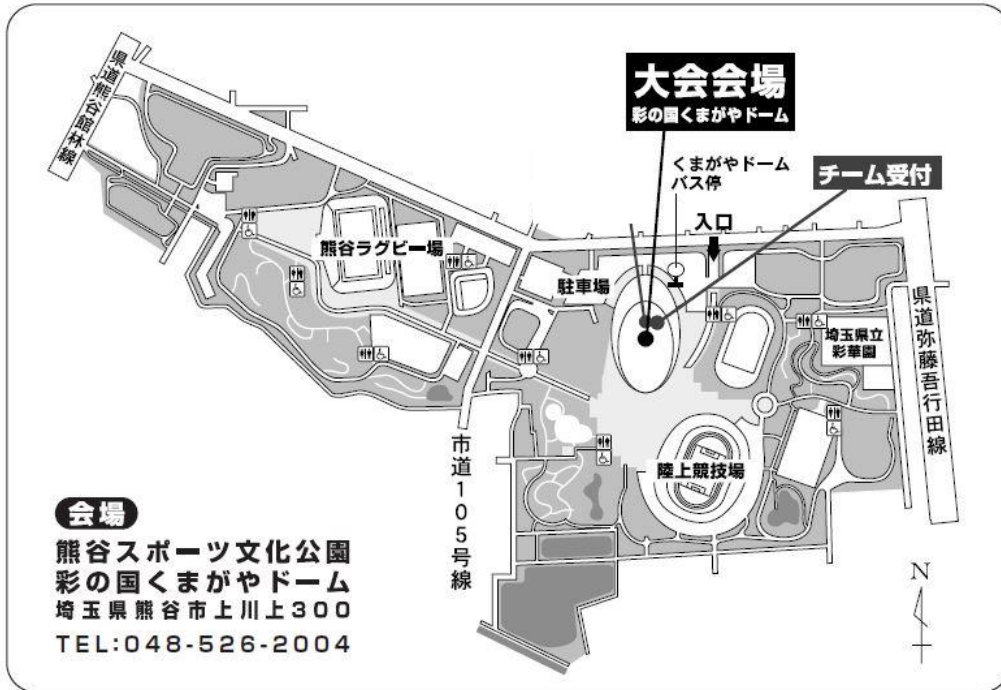 県道熊谷館林線
大会会場
彩の国くまがやドーム
くまがやドーム
バス停
チーム受付
入口
熊谷ラグビー場
駐車場
埼玉県立
彩華園
県道弥藤吾行田線
陸上競技場
市道105号線
会場
熊谷スポーツ文化公園
彩の国くまがやドーム
埼玉県熊谷市上川上300
TEL:048-526-2004
N